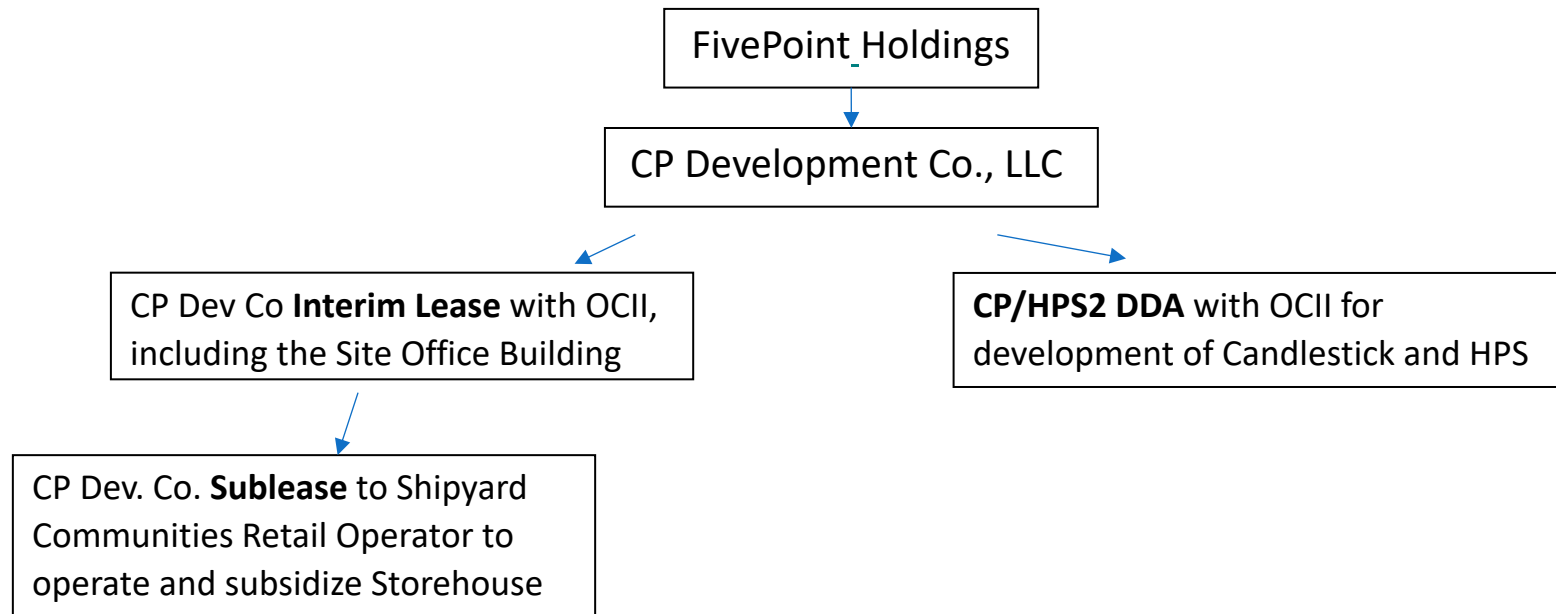 FivePoint Holdings
CP Development Co., LLC
CP Dev Co Interim Lease with OCII,
including the Site Office Building
CP/HPS2 DDA with OCII for
development of Candlestick and HPS
CP Dev. Co. Sublease to Shipyard
Communities Retail Operator to
operate and subsidize Storehouse